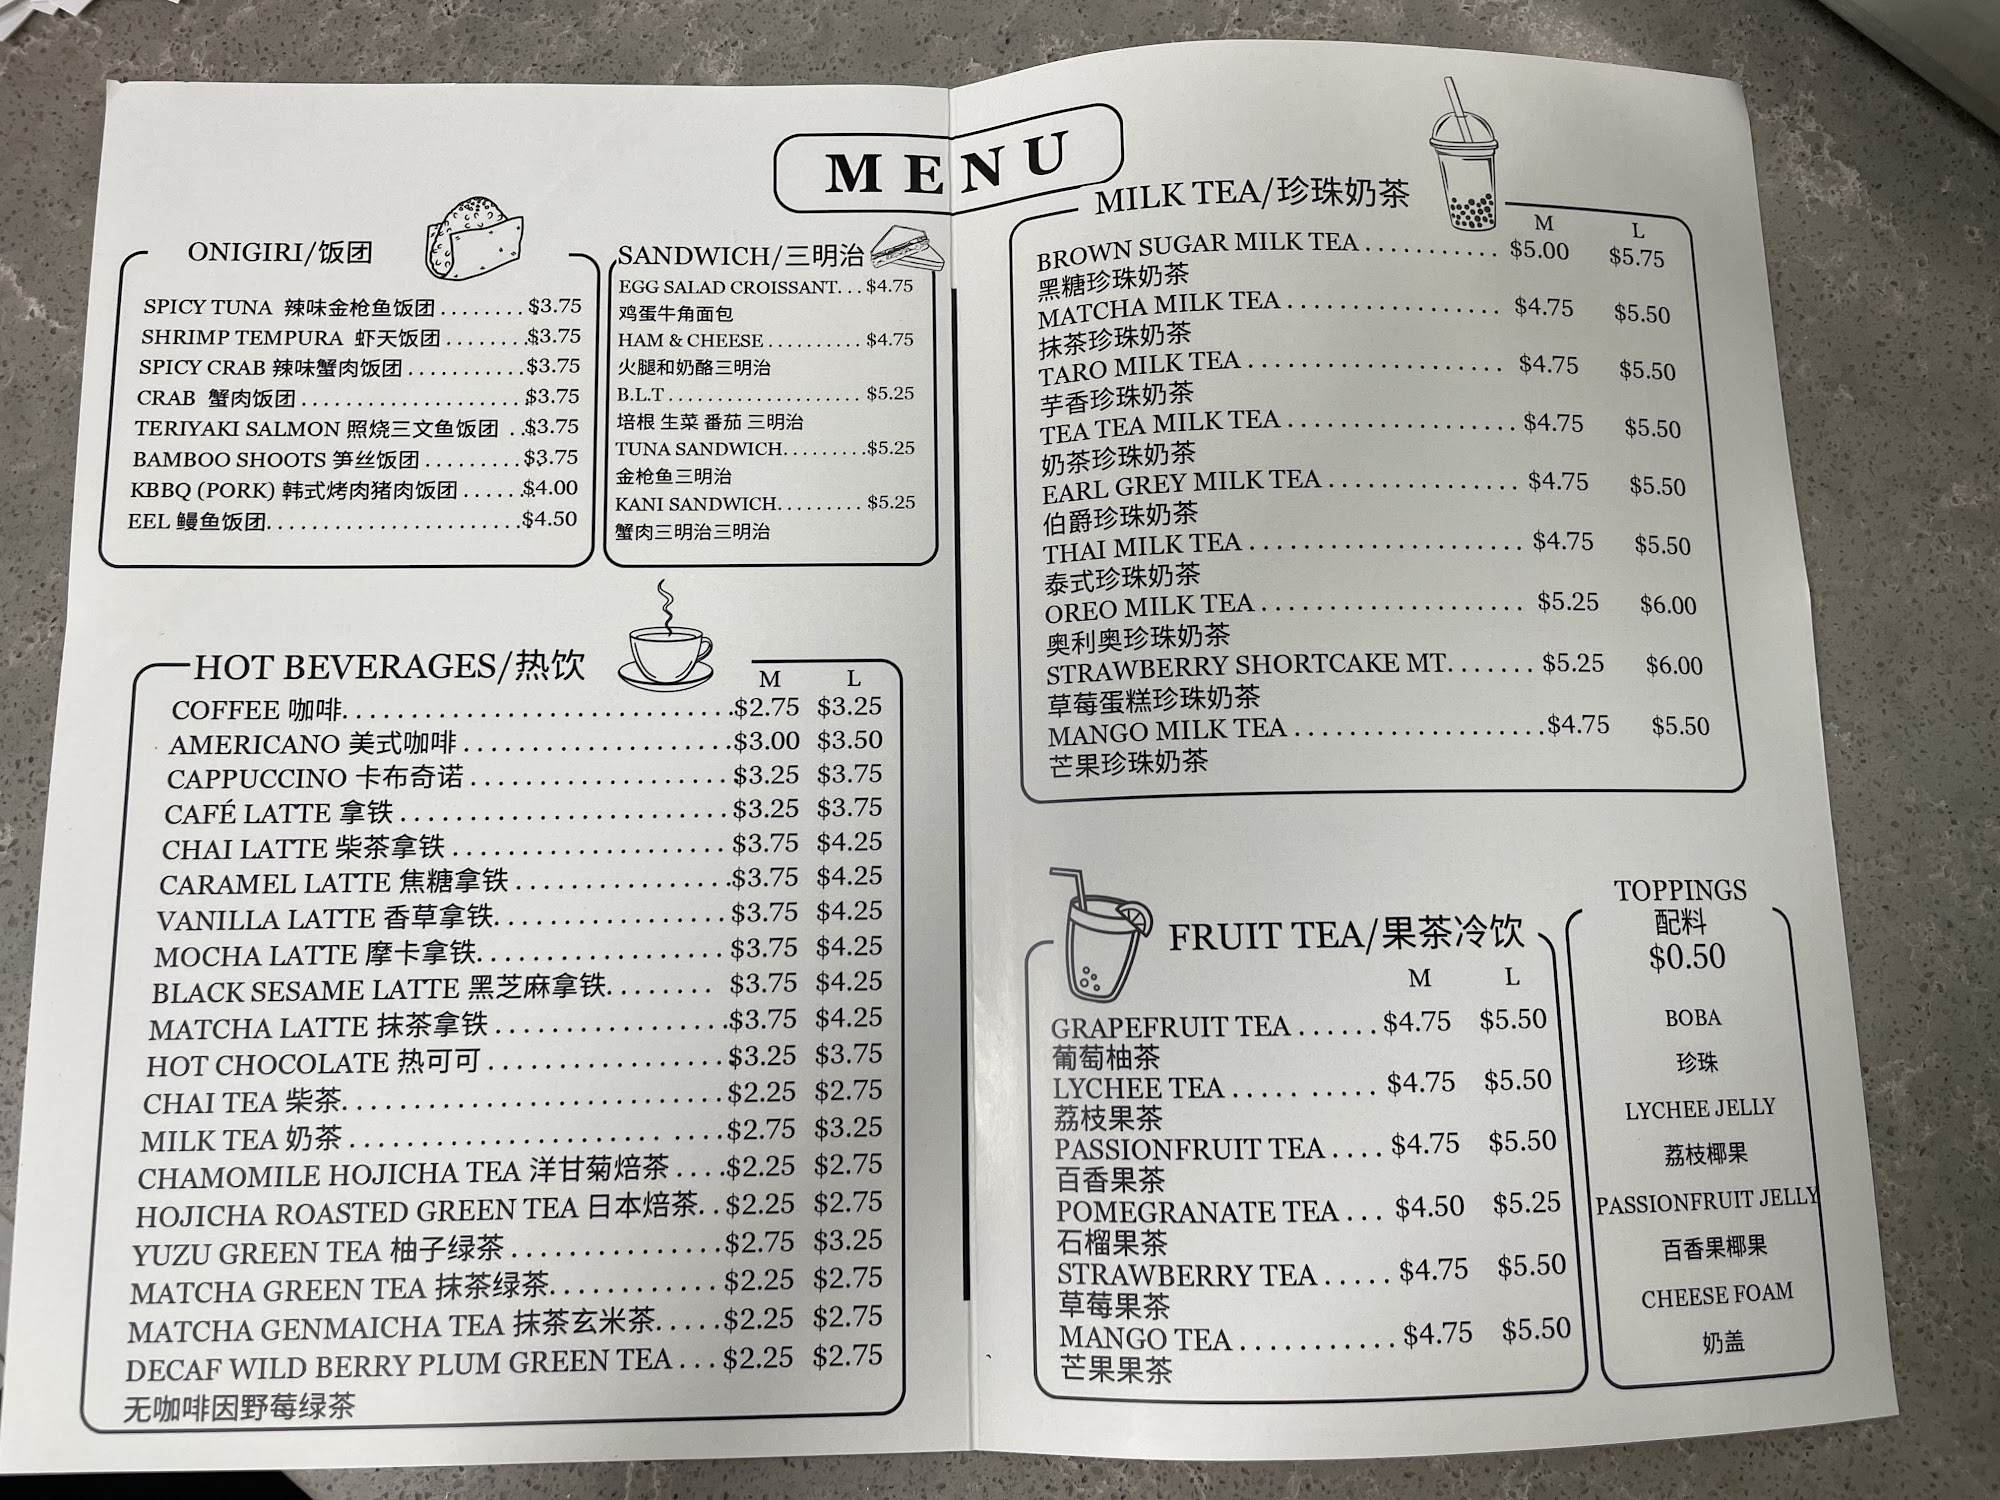 MENU
ONIGIRI/饭团
SPICY TUNA 辣味金枪鱼饭团........$3.75
SHRIMP TEMPURA 虾天饭团........$3.75
SPICY CRAB 辣味蟹肉饭团...........$3.75
CRAB 蟹肉饭团....................$3.75
TERIYAKI SALMON 照烧三文鱼饭团 ..$3.75
BAMBOO SHOOTS 笋丝饭团.........$3.75
KBBQ (PORK) 韩式烤肉猪肉饭团......$4.00
EEL 鳗鱼饭团.......................$4.50
SANDWICH/三明治
EGG SALAD CROISSANT...$4.75
鸡蛋牛角面包
HAM & CHEESE..........$4.75
火腿和奶酪三明治
B.L.T....................$5.25
培根 生菜 番茄 三明治
TUNA SANDWICH.........$5.25
金枪鱼三明治
KANI SANDWICH.........$5.25
蟹肉三明治三明治
HOT BEVERAGES/热饮
M L
COFFEE 咖啡.............................$2.75 $3.25
AMERICANO 美式咖啡....................$3.00 $3.50
CAPPUCCINO 卡布奇诺...................$3.25 $3.75
CAFÉ LATTE 拿铁........................$3.25 $3.75
CHAI LATTE 柴茶拿铁....................$3.75 $4.25
CARAMEL LATTE 焦糖拿铁................$3.75 $4.25
VANILLA LATTE 香草拿铁.................$3.75 $4.25
MOCHA LATTE 摩卡拿铁..................$3.75 $4.25
BLACK SESAME LATTE 黑芝麻拿铁........ $3.75 $4.25
MATCHA LATTE 抹茶拿铁.................$3.75 $4.25
HOT CHOCOLATE 热可可.................$3.25 $3.75
CHAI TEA 柴茶............................$2.25 $2.75
MILK TEA 奶茶....................... ....$2.75 $3.25
CHAMOMILE HOJICHA TEA 洋甘菊焙茶....$2.25 $2.75
HOJICHA ROASTED GREEN TEA 日本焙茶..$2.25 $2.75
YUZU GREEN TEA 柚子绿茶...............$2.75 $3.25
MATCHA GREEN TEA 抹茶绿茶............$2.25 $2.75
MATCHA GENMAICHA TEA 抹茶玄米茶.....$2.25 $2.75
DECAF WILD BERRY PLUM GREEN TEA...$2.25 $2.75
无咖啡因野莓绿茶
MILK TEA/珍珠奶茶
M L
BROWN SUGAR MILK TEA........... $5.00 $5.75
黑糖珍珠奶茶
MATCHA MILK TEA................. $4.75 $5.50
抹茶珍珠奶茶
TARO MILK TEA.................... $4.75 $5.50
芋香珍珠奶茶
TEA TEA MILK TEA..................$4.75 $5.50
奶茶珍珠奶茶
EARL GREY MILK TEA............... $4.75 $5.50
伯爵珍珠奶茶
THAI MILK TEA..................... $4.75 $5.50
泰式珍珠奶茶
OREO MILK TEA.................... $5.25 $6.00
奥利奥珍珠奶茶
STRAWBERRY SHORTCAKE MT....... $5.25 $6.00
草莓蛋糕珍珠奶茶
MANGO MILK TEA...................$4.75 $5.50
芒果珍珠奶茶
FRUIT TEA/果茶冷饮
M L
GRAPEFRUIT TEA......$4.75 $5.50
葡萄柚茶
LYCHEE TEA..... ......$4.75 $5.50
荔枝果茶
PASSIONFRUIT TEA.... $4.75 $5.50
百香果茶
POMEGRANATE TEA... $4.50 $5.25
石榴果茶
STRAWBERRY TEA..... $4.75 $5.50
草莓果茶
MANGO TEA............$4.75 $5.50
芒果果茶
TOPPINGS
配料
$0.50
BOBA
珍珠
LYCHEE JELLY
荔枝椰果
PASSIONFRUIT JELLY
百香果椰果
CHEESE FOAM
奶盖